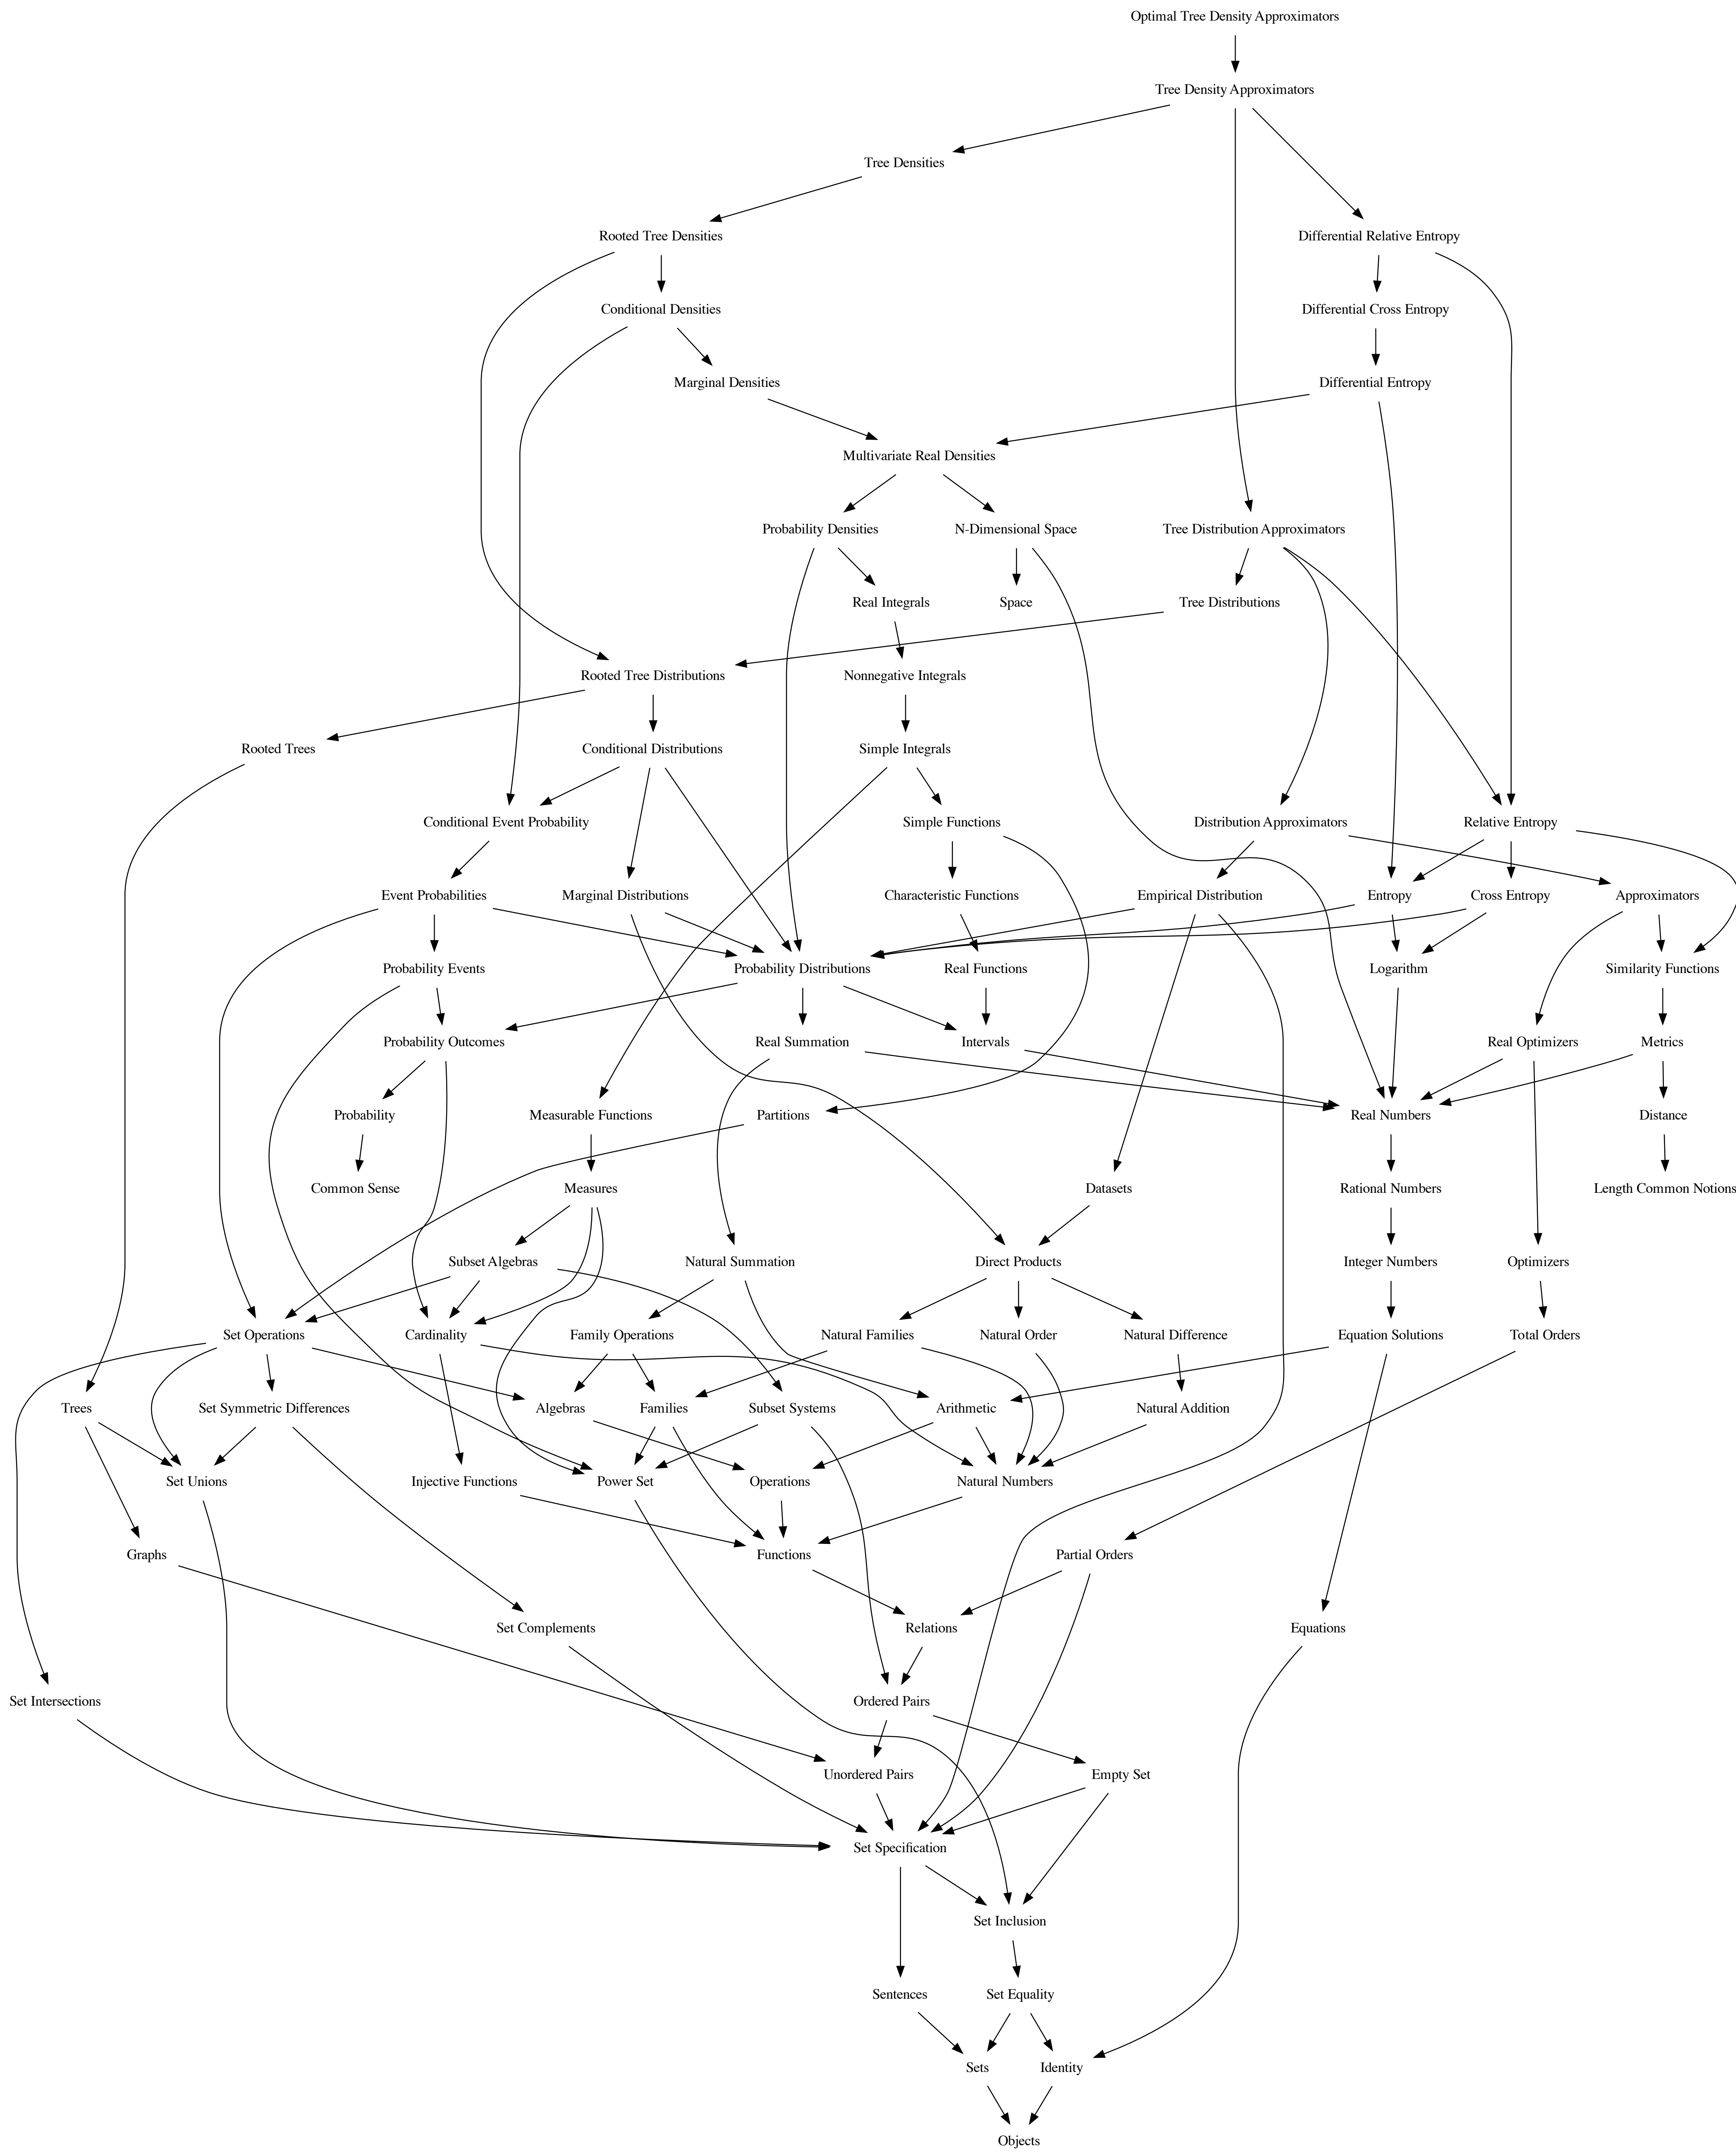 Optimal Tree Density Approximators
Tree Density Approximators
Tree Densities
Rooted Tree Densities
Differential Relative Entropy
Conditional Densities
Differential Cross Entropy
Marginal Densities
Differential Entropy
Multivariate Real Densities
Probability Densities
N-Dimensional Space
Tree Distribution Approximators
Real Integrals
Space
Tree Distributions
Rooted Tree Distributions
Nonnegative Integrals
Rooted Trees
Conditional Distributions
Simple Integrals
Conditional Event Probability
Simple Functions
Distribution Approximators
Relative Entropy
Event Probabilities
Marginal Distributions
Characteristic Functions
Empirical Distribution
Entropy
Cross Entropy
Approximators
Probability Events
Probability Distributions
Real Functions
Logarithm
Similarity Functions
Probability Outcomes
Real Summation
Intervals
Real Optimizers
Metrics
Probability
Measurable Functions
Partitions
Real Numbers
Distance
Common Sense
Measures
Datasets
Rational Numbers
Length Common Notions
Subset Algebras
Natural Summation
Direct Products
Integer Numbers
Optimizers
Set Operations
Cardinality
Family Operations
Natural Families
Natural Order
Natural Difference
Equation Solutions
Total Orders
Trees
Set Symmetric Differences
Algebras
Families
Subset Systems
Arithmetic
Natural Addition
Set Unions
Injective Functions
Power Set
Operations
Natural Numbers
Graphs
Functions
Partial Orders
Set Complements
Relations
Equations
Set Intersections
Ordered Pairs
Unordered Pairs
Empty Set
Set Specification
Set Inclusion
Sentences
Set Equality
Sets
Identity
Objects